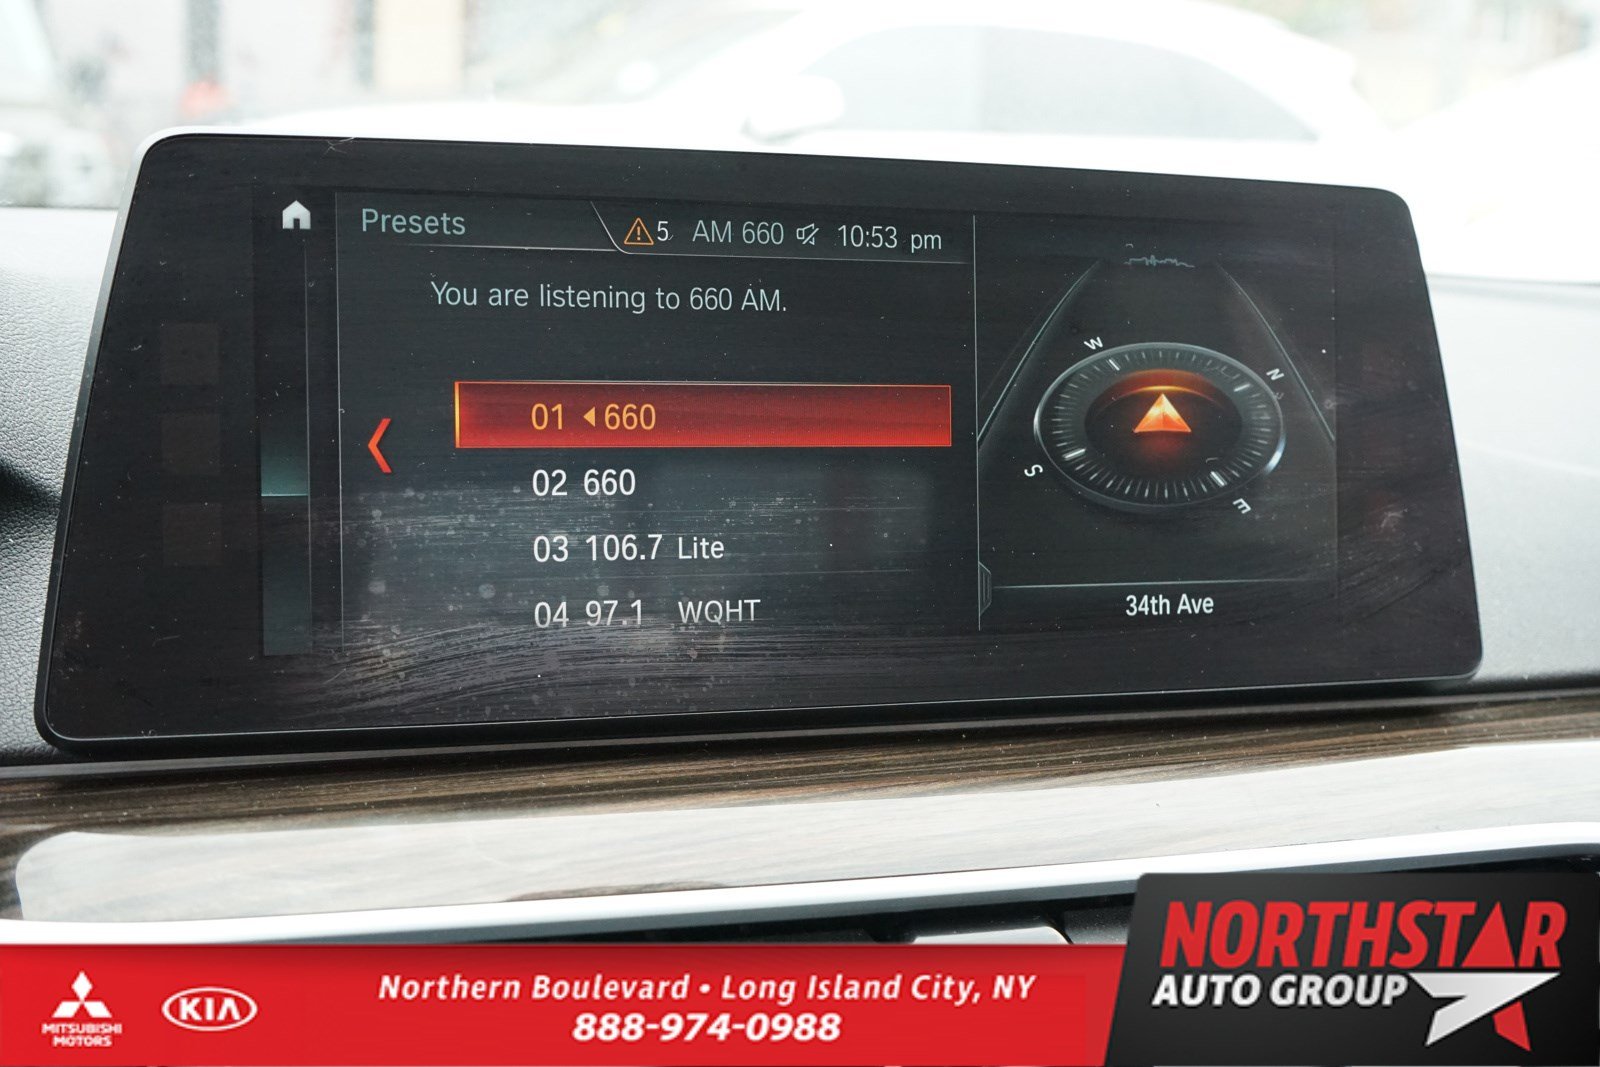 Presets
5 AM 660 10:53 pm
You are listening to 660 AM.
01 660
02 660
03 106.7 Lite
04 97.1 WQHT
W
N
S
E
34th Ave
NORTHSTAR
AUTO GROUP
MITSUBISHI
MOTORS
KIA
Northern Boulevard • Long Island City, NY
888-974-0988